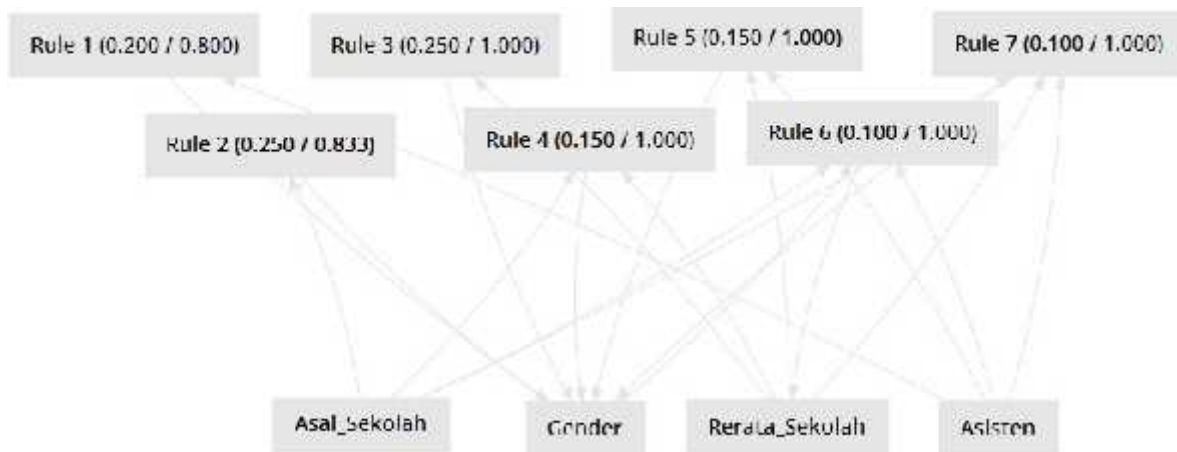 Rule 1 (0.200 / 0.800)
Rule 3 (0.250 / 1.000)
Rule 5 (0.150 / 1.000)
Rule 7 (0.100 / 1.000)
Rule 2 (0.250 / 0.833)
Rule 4 (0.150 / 1.000)
Rule 6 (0.100 / 1.000)
Asal_Sekolah
Gender
Rerata_Sekolah
Asisten